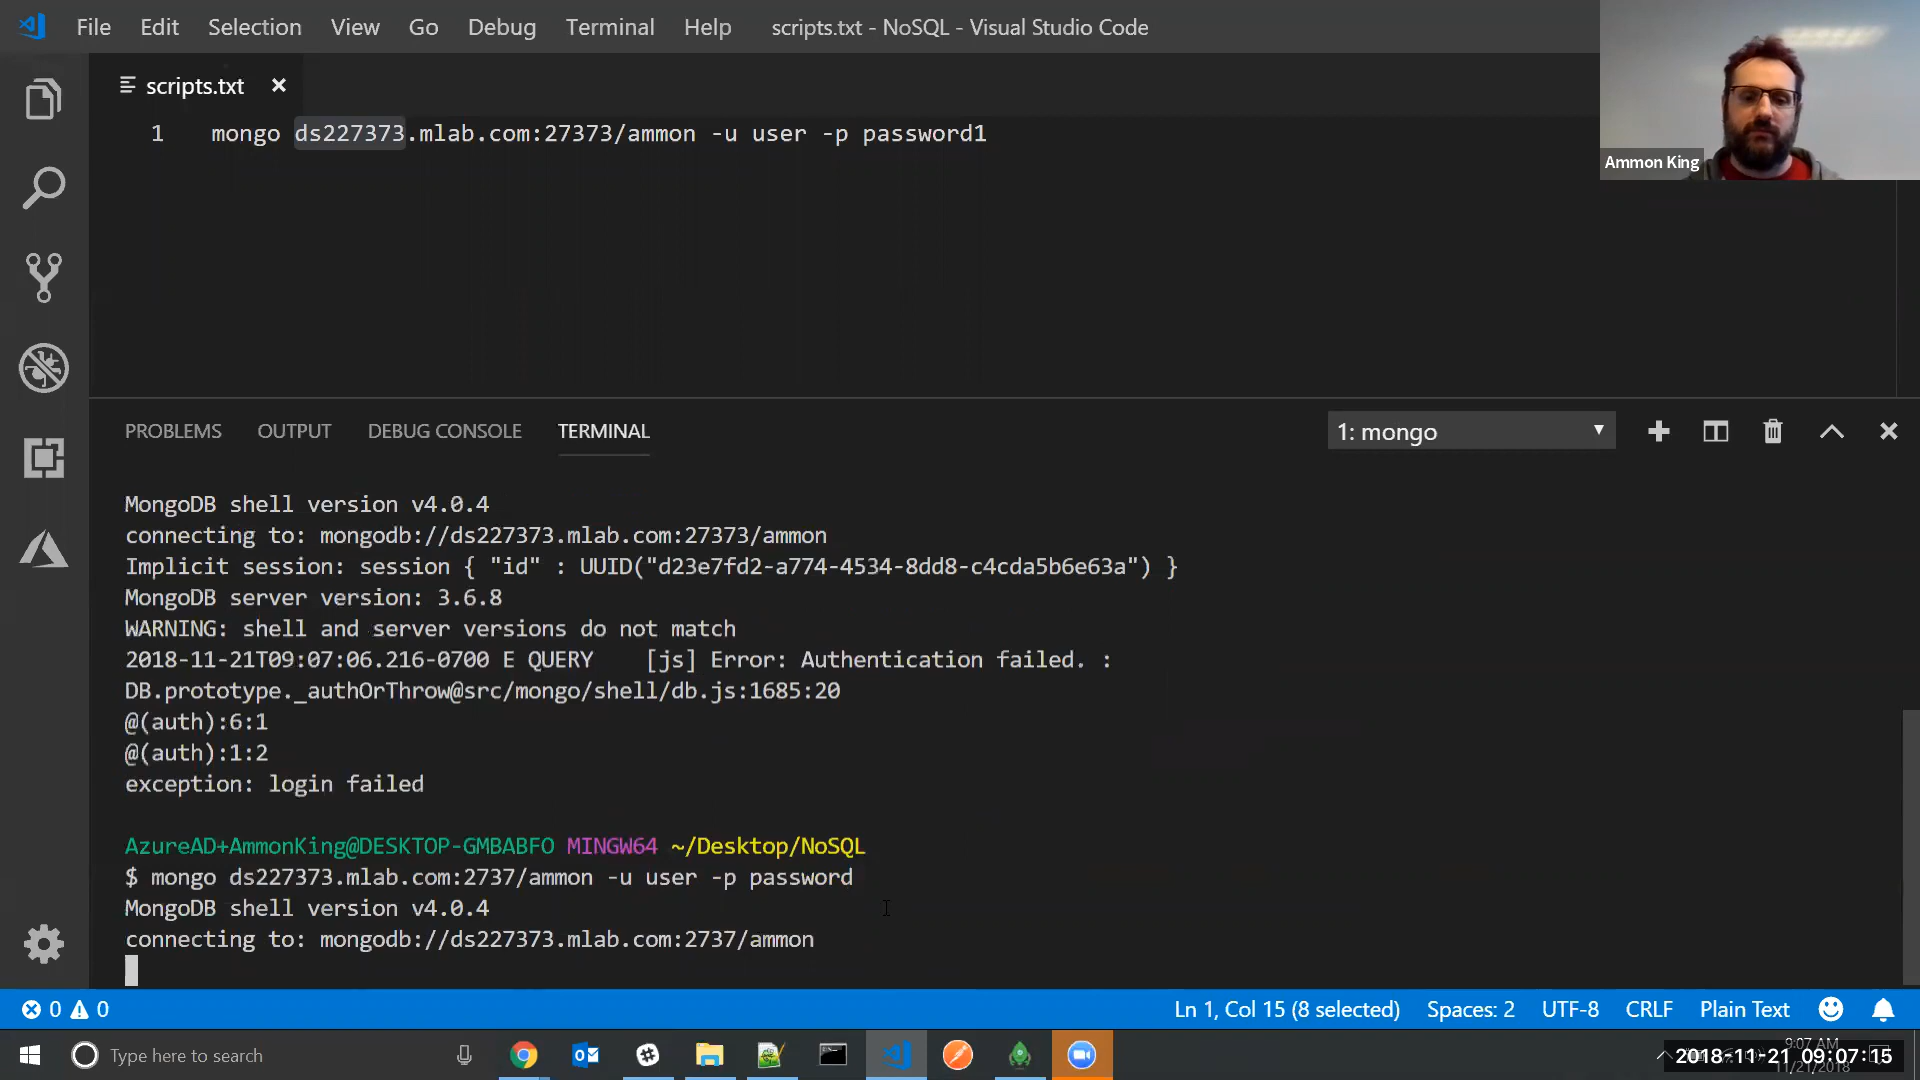 File Edit Selection View Go Debug Terminal Help scripts.txt - NoSQL - Visual Studio Code
scripts.txt
Ammon King
1 mongo ds227373.mlab.com:27373/ammon -u user -p password1
PROBLEMS OUTPUT DEBUG CONSOLE TERMINAL 1: mongo
MongoDB shell version v4.0.4
connecting to: mongodb://ds227373.mlab.com:27373/ammon
Implicit session: session { "id" : UUID("d23e7fd2-a774-4534-8dd8-c4cda5b6e63a") }
MongoDB server version: 3.6.8
WARNING: shell and server versions do not match
2018-11-21T09:07:06.216-0700 E QUERY    [js] Error: Authentication failed. :
DB.prototype._authOrThrow@src/mongo/shell/db.js:1685:20
@(auth):6:1
@(auth):1:2
exception: login failed
AzureAD+AmmonKing@DESKTOP-GMBABFO MINGW64 ~/Desktop/NoSQL
$ mongo ds227373.mlab.com:2737/ammon -u user -p password
MongoDB shell version v4.0.4
connecting to: mongodb://ds227373.mlab.com:2737/ammon
0 0 Ln 1, Col 15 (8 selected) Spaces: 2 UTF-8 CRLF Plain Text
Type here to search
9:07 AM
2018-11-21 09:07:15
11/21/2018